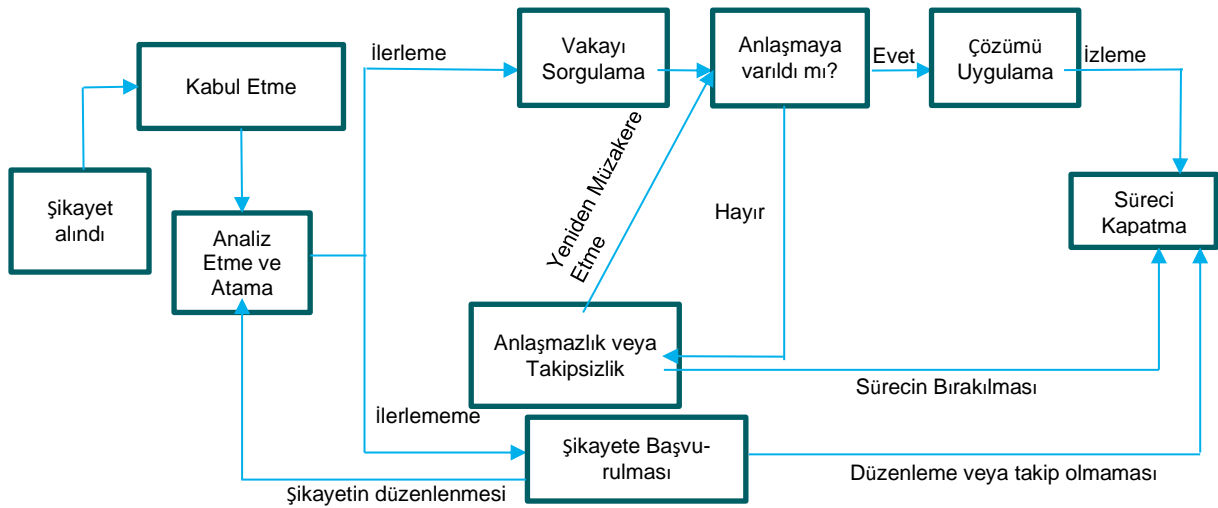 Şikayet
alındı
Kabul Etme
Analiz
Etme ve
Atama
İlerleme
Vakayı
Sorgulama
Anlaşmaya
varıldı mı?
Evet
Çözümü
Uygulama
İzleme
Süreci
Kapatma
Yeniden Müzakere
Etme
Hayır
Anlaşmazlık veya
Takipsizlik
Sürecin Bırakılması
İlerlememe
Şikayete Başvu-
rulması
Düzenleme veya takip olmaması
Şikayetin düzenlenmesi